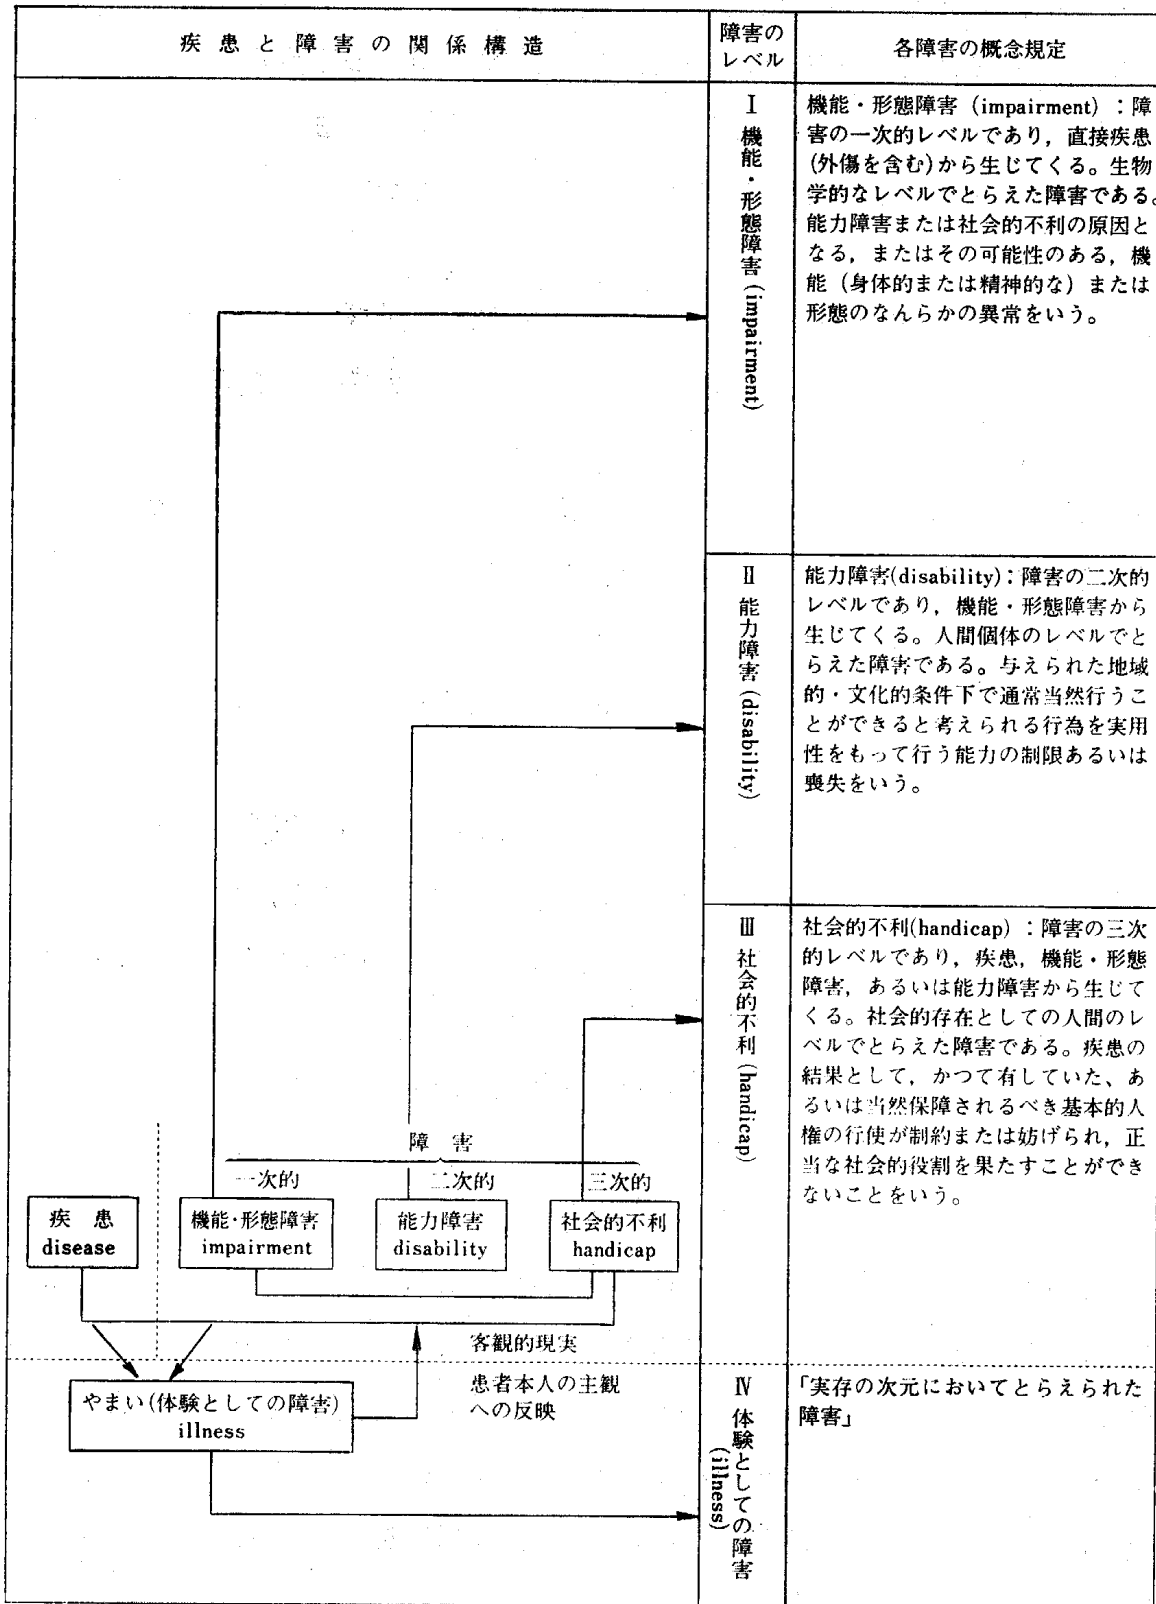 疾患と障害の関係構造
障害の
レベル
各障害の概念規定
Ⅰ 機能・形態障害(impairment)
機能・形態障害(impairment):障
害の一次的レベルであり,直接疾患
(外傷を含む)から生じてくる。生物
学的なレベルでとらえた障害である。
能力障害または社会的不利の原因と
なる,またはその可能性のある,機
能(身体的または精神的な)または
形態のなんらかの異常をいう。
Ⅱ 能力障害(disability)
能力障害(disability):障害の二次的
レベルであり,機能・形態障害から
生じてくる。人間個体のレベルでと
らえた障害である。与えられた地域
的・文化的条件下で通常当然行うこ
とができると考えられる行為を実用
性をもって行う能力の制限あるいは
喪失をいう。
Ⅲ 社会的不利(handicap)
社会的不利(handicap):障害の三次
的レベルであり,疾患,機能・形態
障害,あるいは能力障害から生じて
くる。社会的存在としての人間のレ
ベルでとらえた障害である。疾患の
結果として,かつて有していた、あ
るいは当然保障されるべき基本的人
権の行使が制約または妨げられ,正
当な社会的役割を果たすことができ
ないことをいう。
障害
一次的
二次的
三次的
疾患
disease
機能・形態障害
impairment
能力障害
disability
社会的不利
handicap
客観的現実
患者本人の主観
への反映
やまい(体験としての障害)
illness
Ⅳ 体験としての障害
(illness)
「実存の次元においてとらえられた
障害」